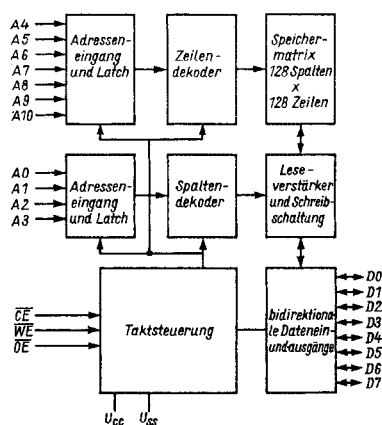 A4
A5
A6
A7
A8
A9
A10
Adressen-
eingang
und Latch
Zeilen-
dekoder
Speicher-
matrix
128 Spalten
x
128 Zeilen
A0
A1
A2
A3
Adressen-
eingang
und Latch
Spalten-
dekoder
Lese-
verstärker
und Schreib-
schaltung
CE
WE
OE
Taktsteuerung
bidirektiona-
le Datenein-
und-ausgänge
D0
D1
D2
D3
D4
D5
D6
D7
Ucc
Uss